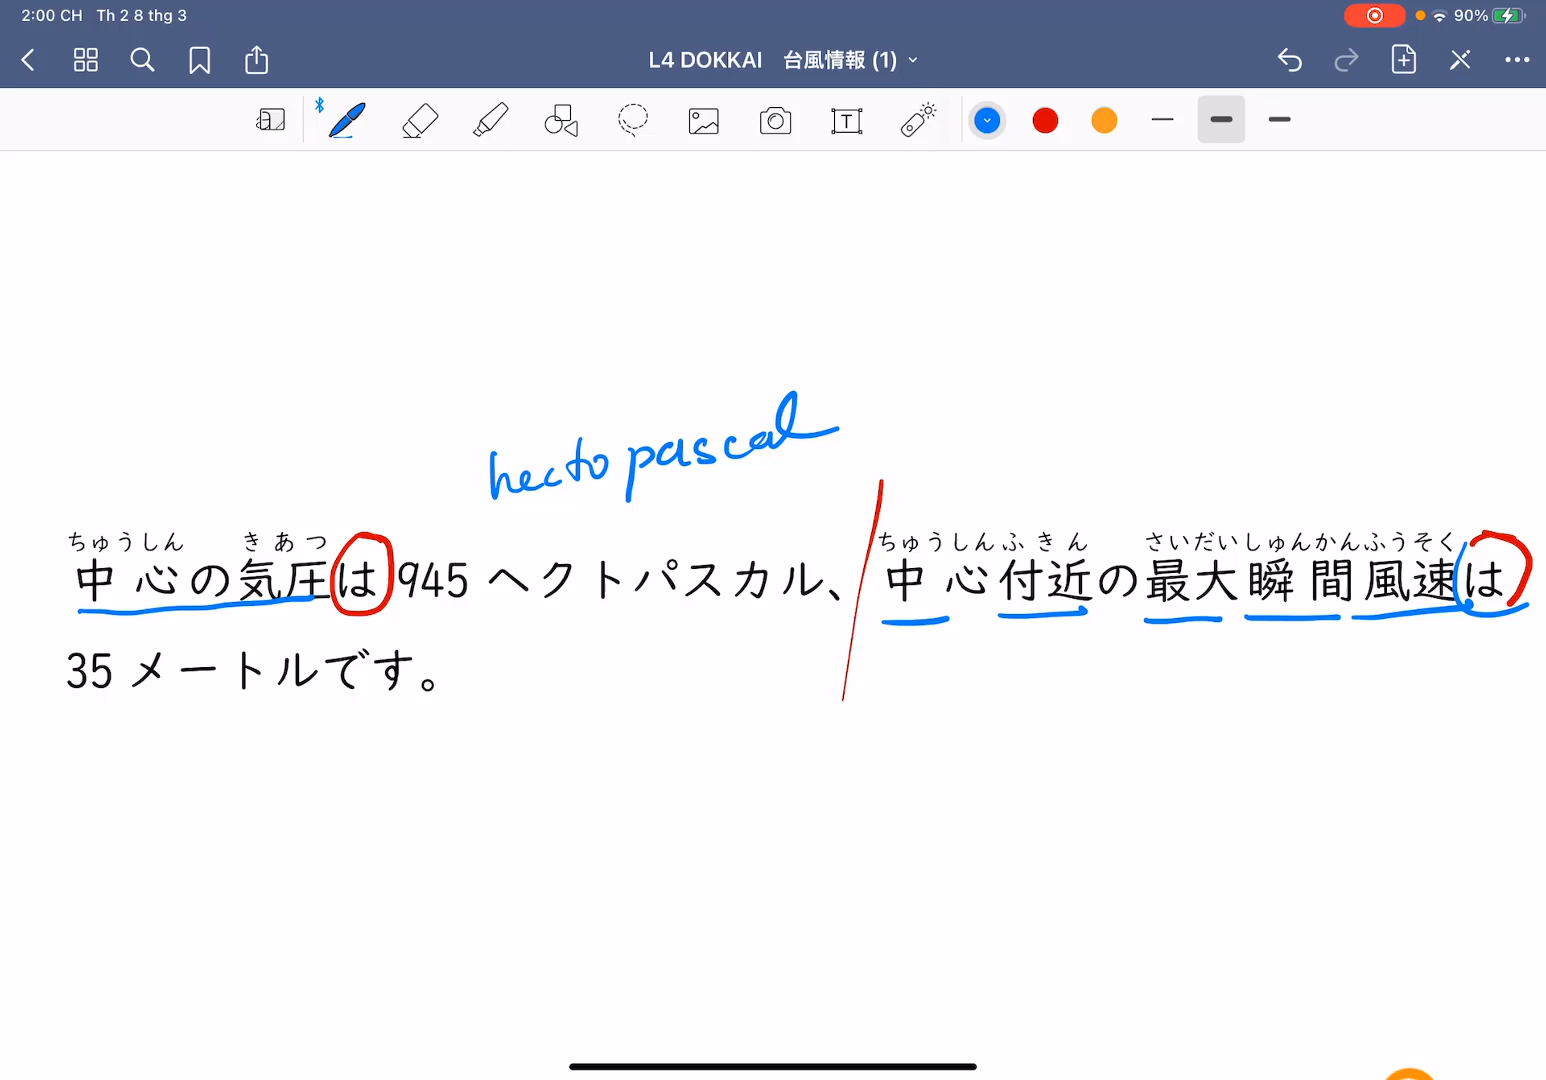 2:00 CH Th 2 8 thg 3
90%
L4 DOKKAI 台風情報 (1)
T
hecto pascal
ちゅうしん きあつ ちゅうしんふきん さいだいしゅんかんふうそく
中心の気圧は945ヘクトパスカル、中心付近の最大瞬間風速は
35メートルです。